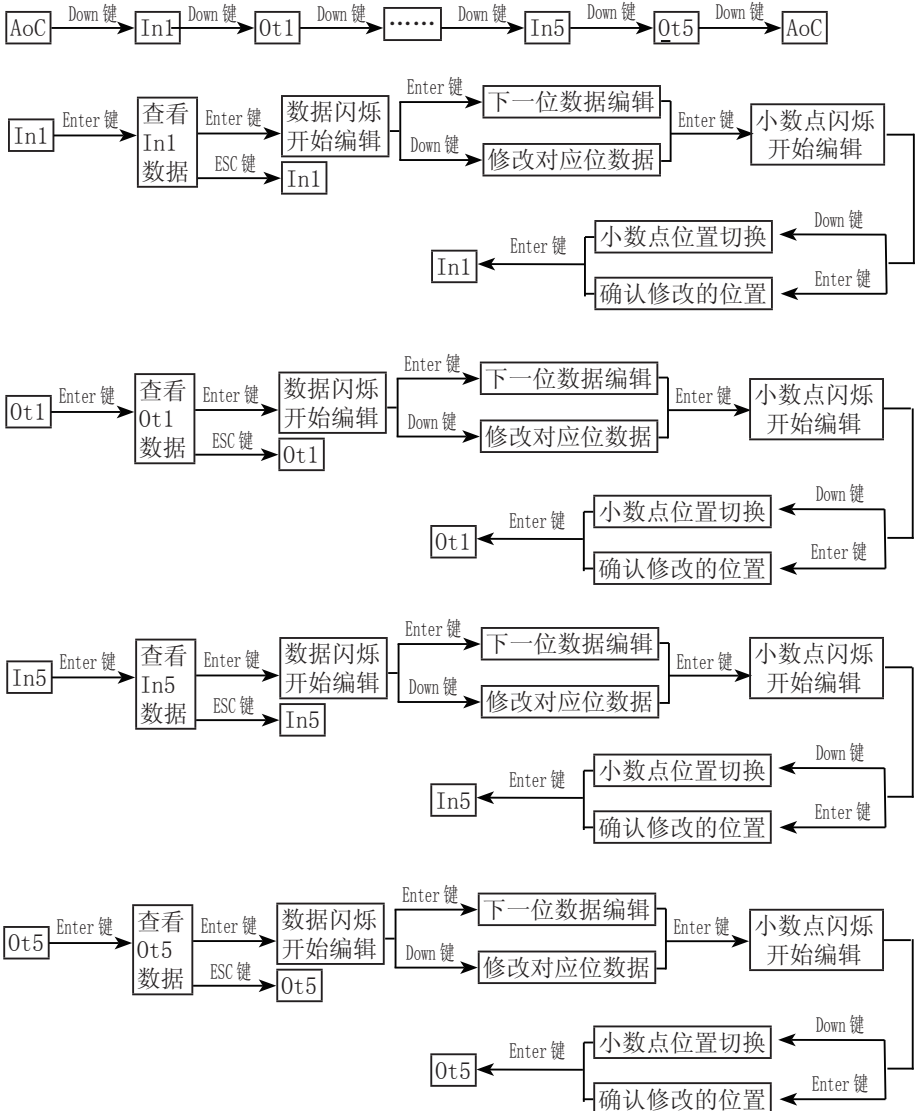 Down 键 Down 键 Down 键 Down 键 Down 键 Down 键
AoC In1 Ot1 …… In5 Ot5 AoC
Enter 键 下一位数据编辑
查看 数据闪烁 小数点闪烁
In1 Enter 键 In1 Enter 键 开始编辑 Enter 键 开始编辑
数据 ESC 键 In1 Down 键 修改对应位数据
小数点位置切换 Down 键
In1 Enter 键
确认修改的位置 Enter 键
Enter 键 下一位数据编辑
查看 数据闪烁 小数点闪烁
Ot1 Enter 键 Ot1 Enter 键 开始编辑 Enter 键 开始编辑
数据 ESC 键 Ot1 Down 键 修改对应位数据
小数点位置切换 Down 键
Ot1 Enter 键
确认修改的位置 Enter 键
Enter 键 下一位数据编辑
查看 数据闪烁 小数点闪烁
In5 Enter 键 In5 Enter 键 开始编辑 Enter 键 开始编辑
数据 ESC 键 In5 Down 键 修改对应位数据
小数点位置切换 Down 键
In5 Enter 键
确认修改的位置 Enter 键
Enter 键 下一位数据编辑
查看 数据闪烁 小数点闪烁
Ot5 Enter 键 Ot5 Enter 键 开始编辑 Enter 键 开始编辑
数据 ESC 键 Ot5 Down 键 修改对应位数据
小数点位置切换 Down 键
Ot5 Enter 键
确认修改的位置 Enter 键